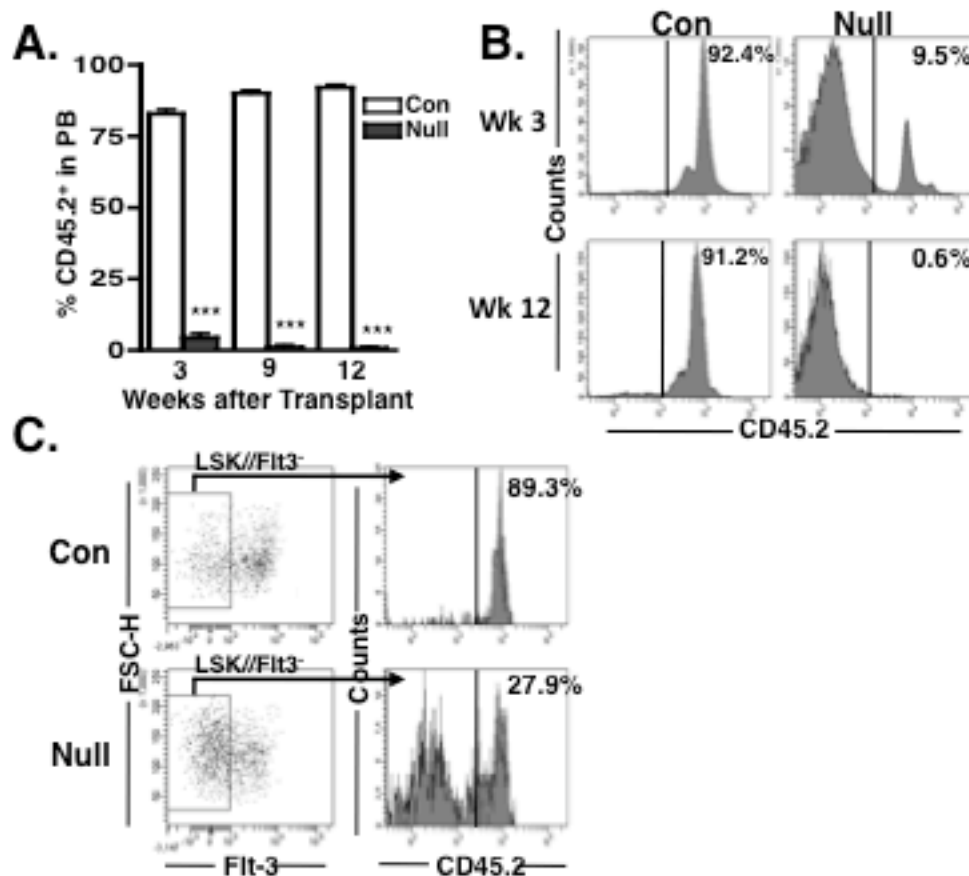 A.
% CD45.2⁺ in PB
100
75
50
25
0
Con
Null
***
***
***
3 9 12
Weeks after Transplant
B.
Con Null
Wk 3
92.4%
9.5%
Counts
Wk 12
91.2%
0.6%
CD45.2
C.
LSK//Flt3⁻
89.3%
Con
FSC-H
Counts
LSK//Flt3⁻
27.9%
Null
Flt-3
CD45.2